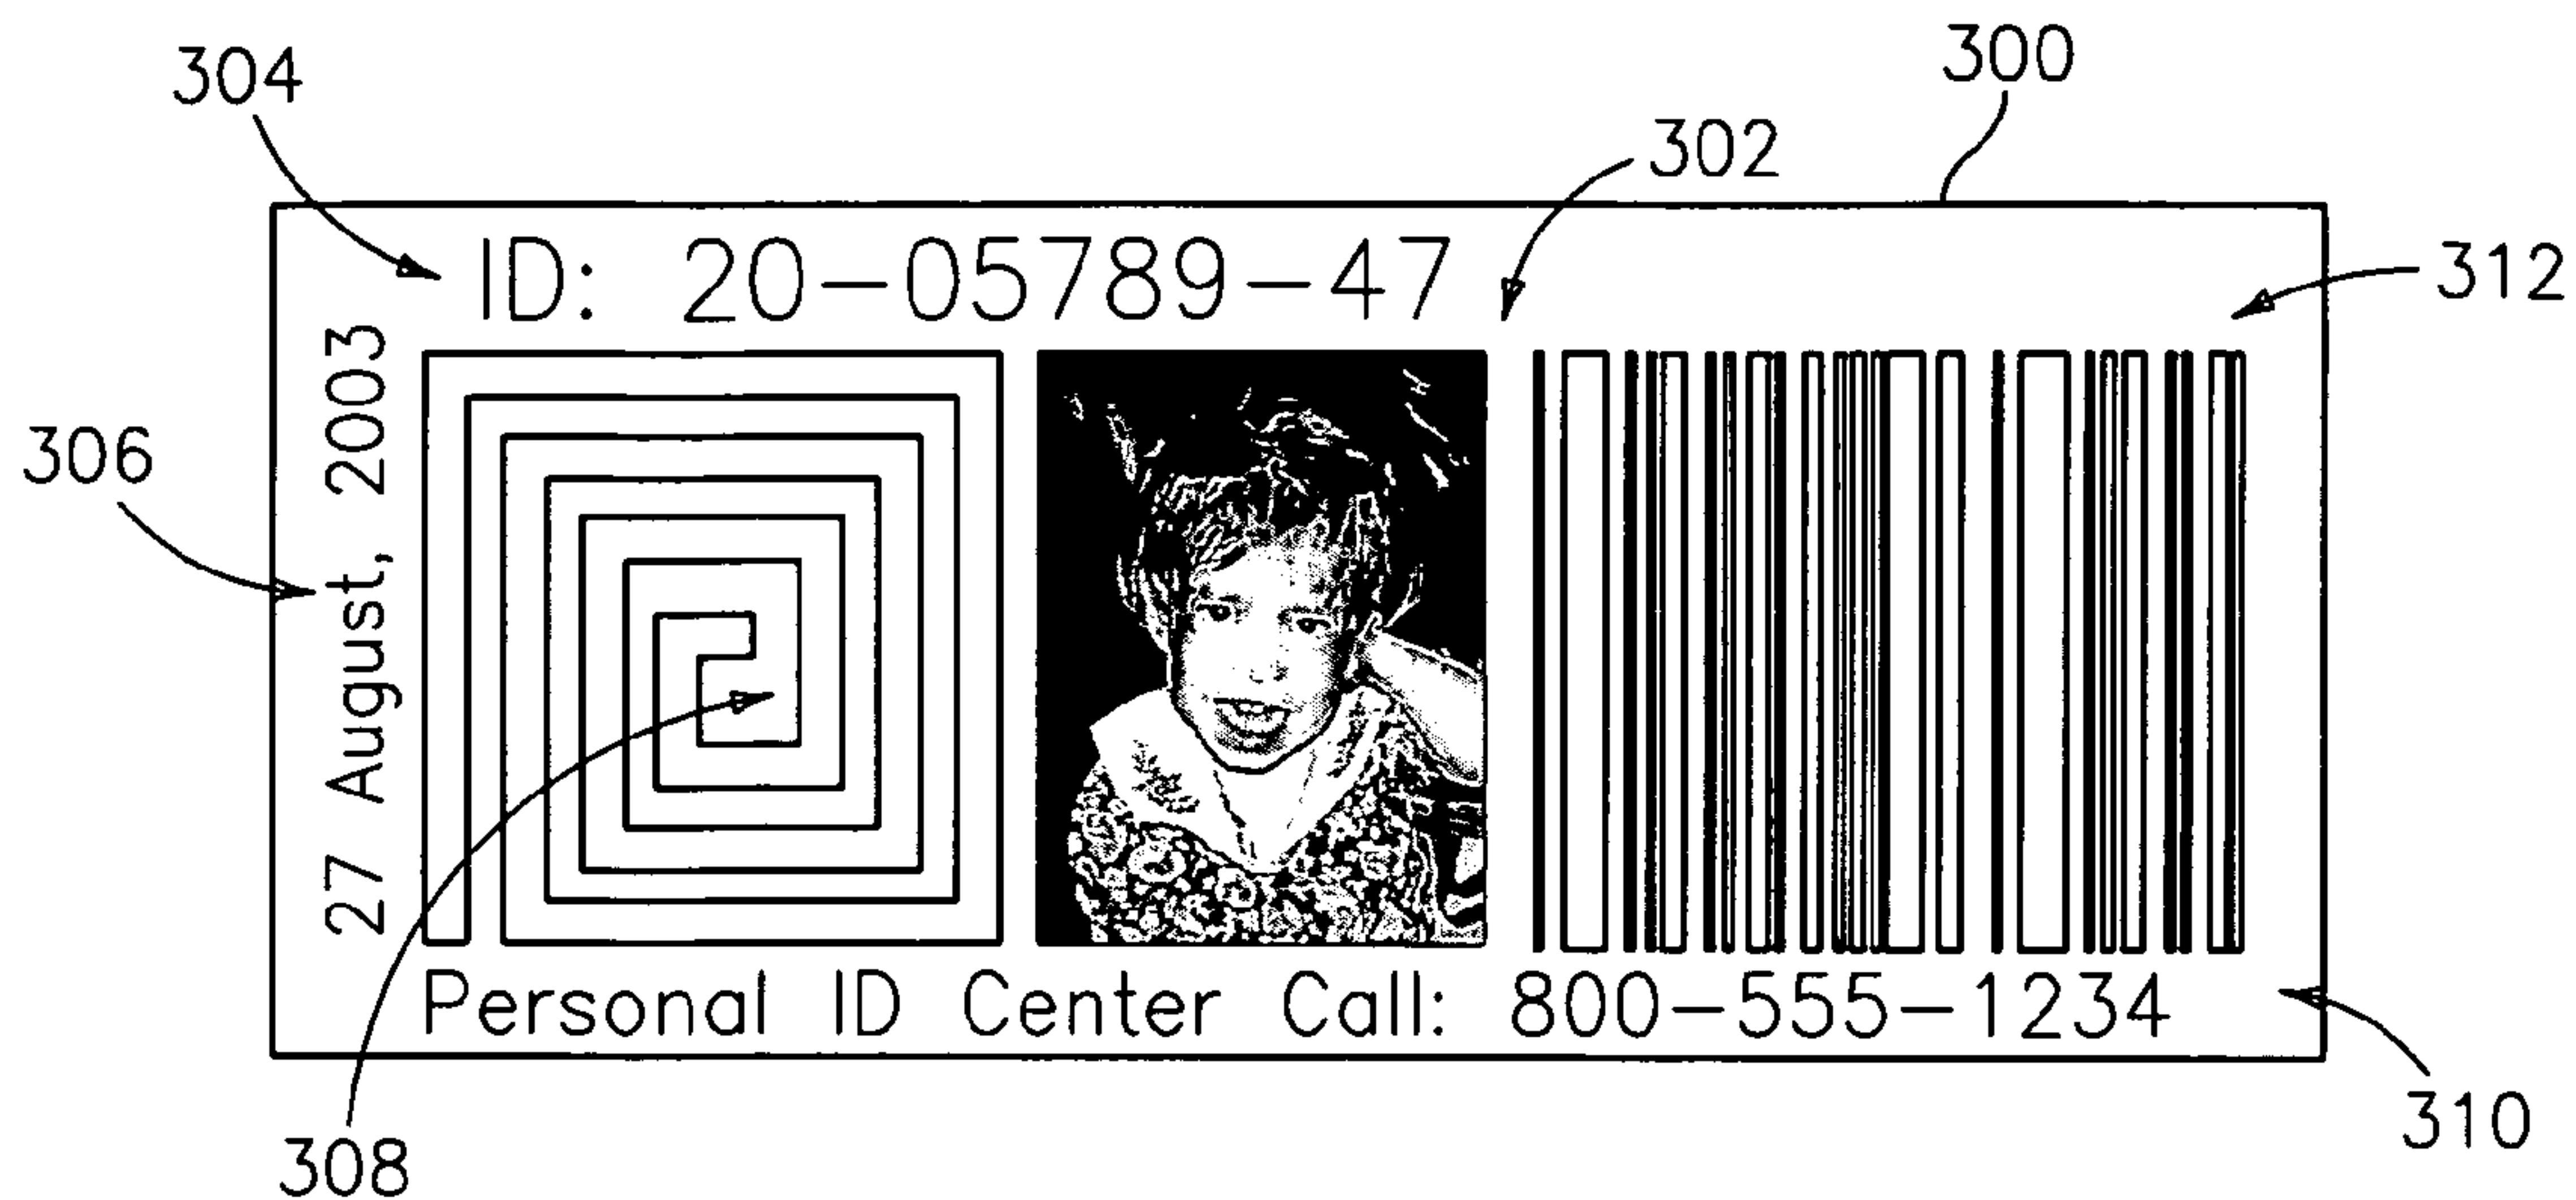 300
304
302
ID: 20-05789-47
312
27 August, 2003
306
Personal ID Center Call: 800-555-1234
310
308